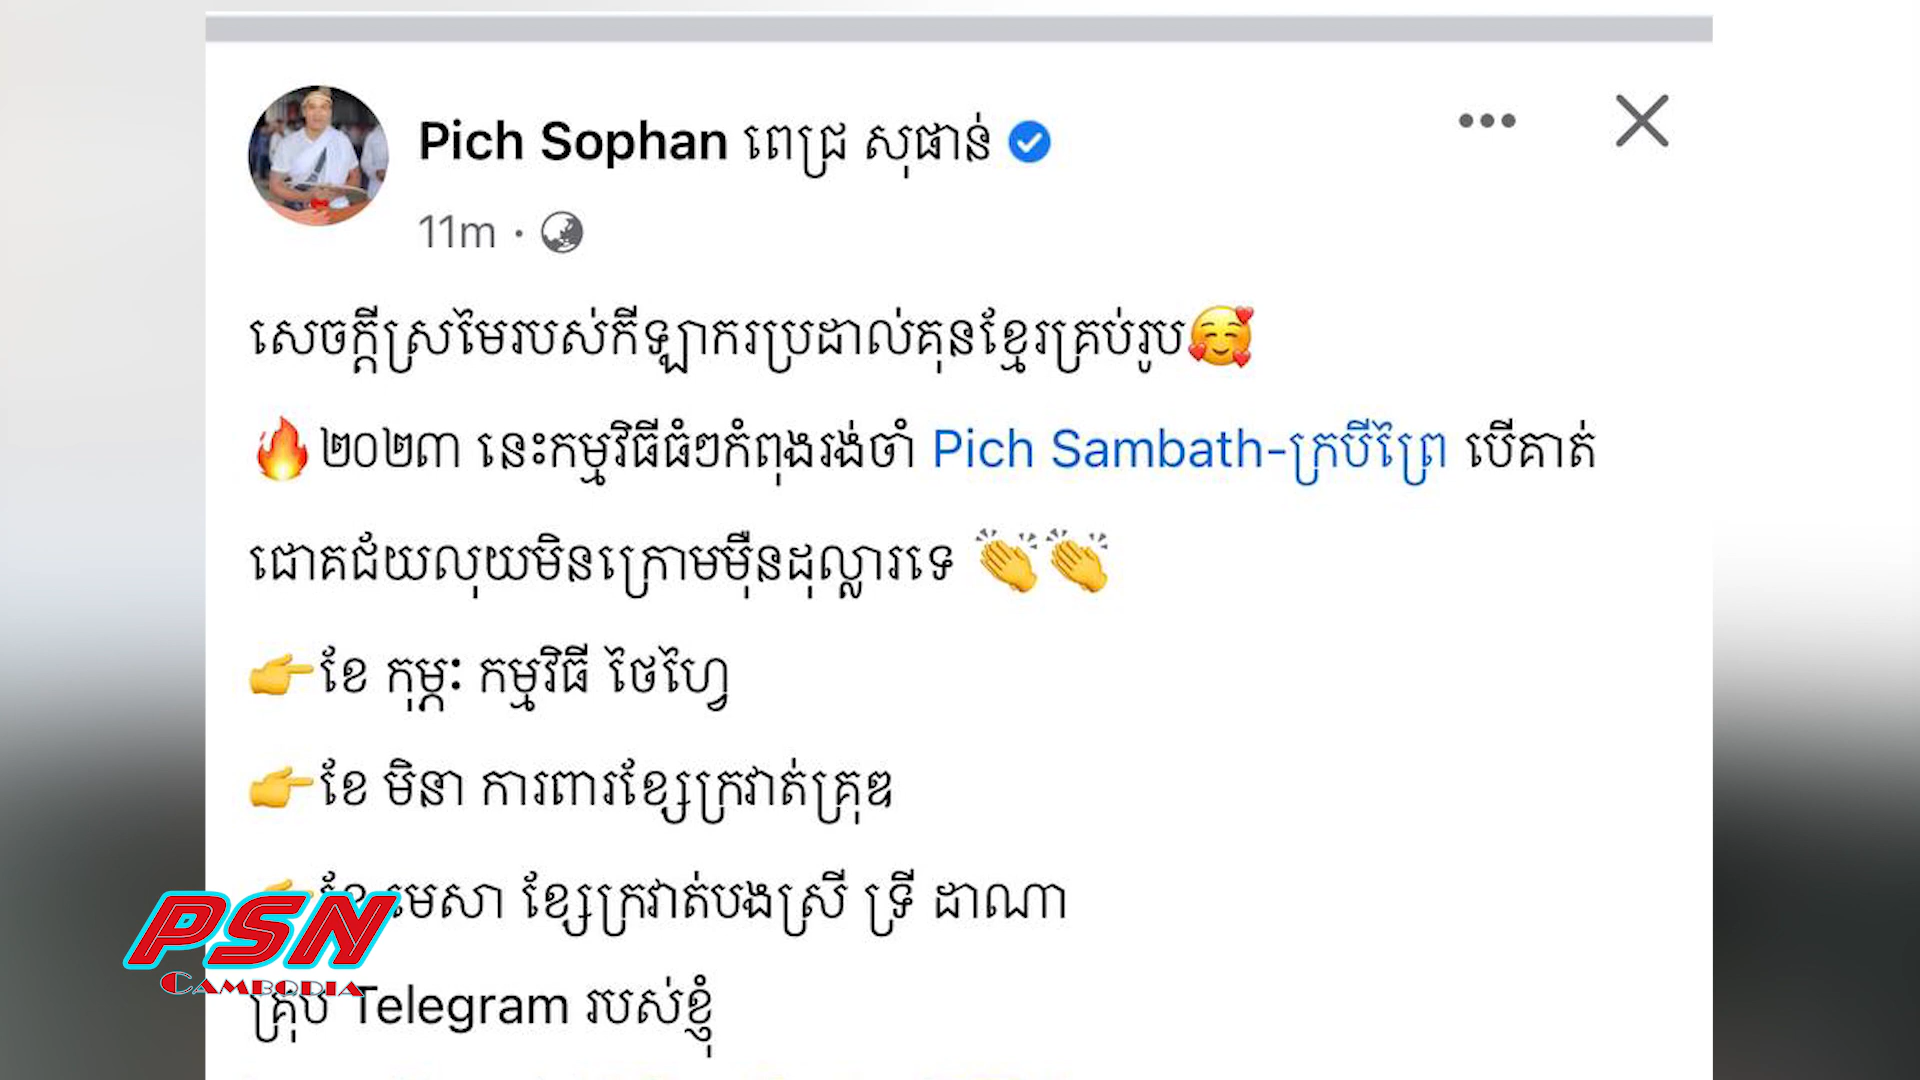 Pich Sophan ពេជ្រ សុផាន់
11m
សេចក្តីស្រមៃរបស់កីឡាករប្រដាល់គុនខ្មែរគ្រប់រូប🥰
🔥២០២៣ នេះកម្មវិធីធំៗកំពុងរង់ចាំ Pich Sambath-ក្របីព្រៃ បើគាត់
ជោគជ័យលុយមិនក្រោមម៉ឺនដុល្លារទេ 👏👏
👉ខែ កុម្ភៈ កម្មវិធី ថៃហ្វៃ
👉ខែ មិនា ការពារខ្សែក្រវាត់គ្រុឌ
👉ខែ មេសា ខ្សែក្រវាត់បងស្រី ទ្រី ដាណា
គ្រុប Telegram របស់ខ្ញុំ
PSN
CAMBODIA